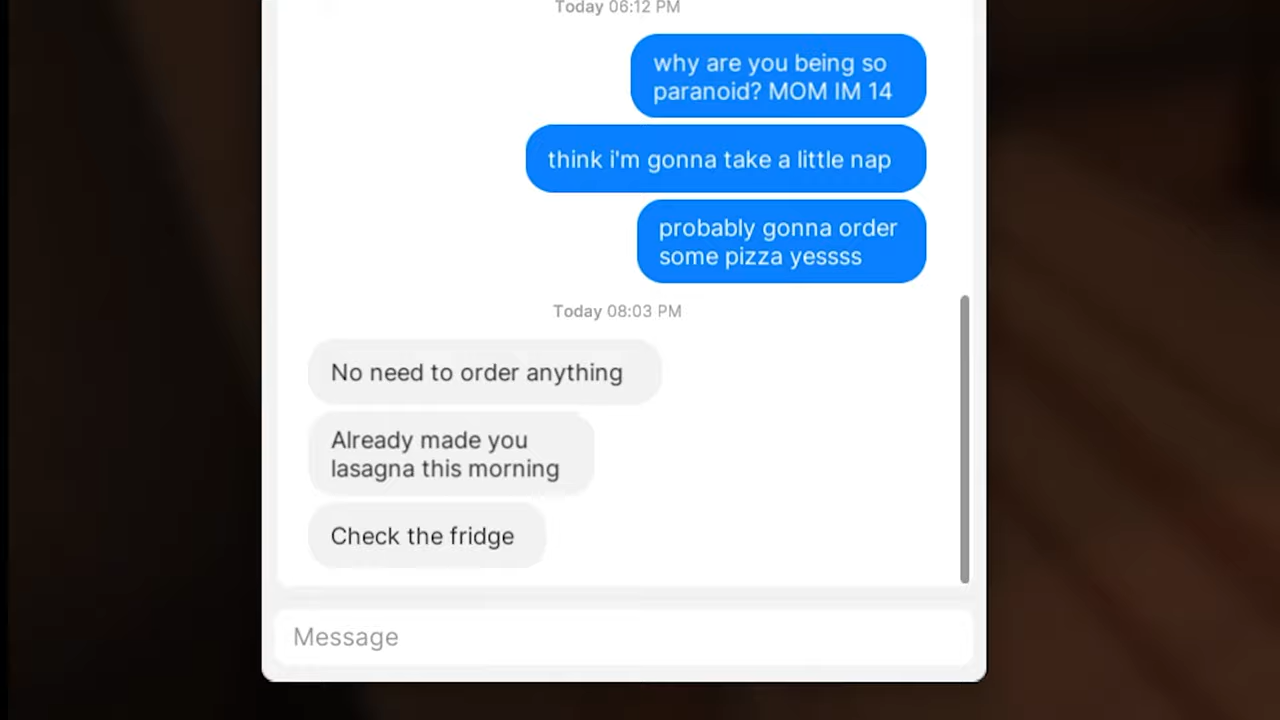 Today 06:12 PM
why are you being so
paranoid? MOM IM 14
think i'm gonna take a little nap
probably gonna order
some pizza yessss
Today 08:03 PM
No need to order anything
Already made you
lasagna this morning
Check the fridge
Message